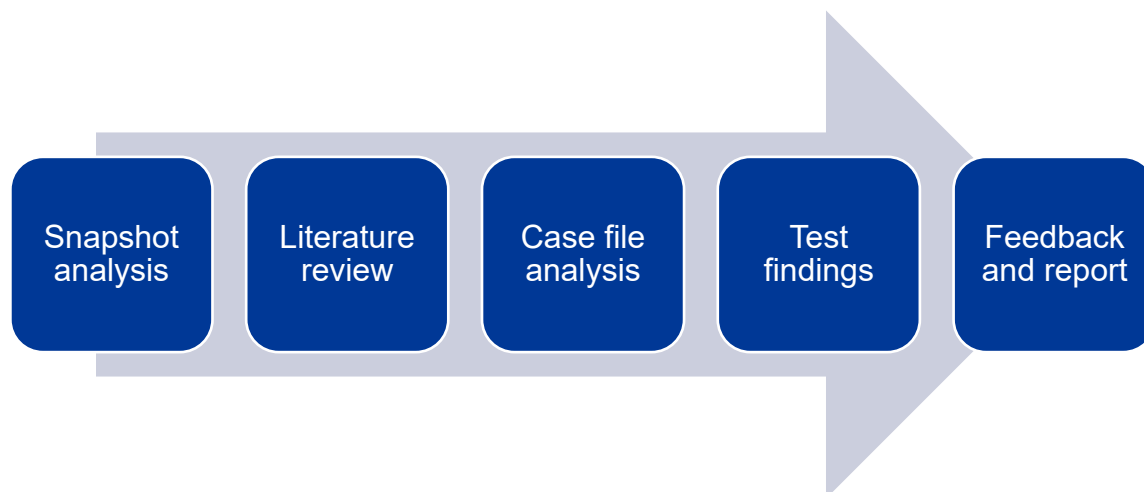 Snapshot
analysis
Literature
review
Case file
analysis
Test
findings
Feedback
and report